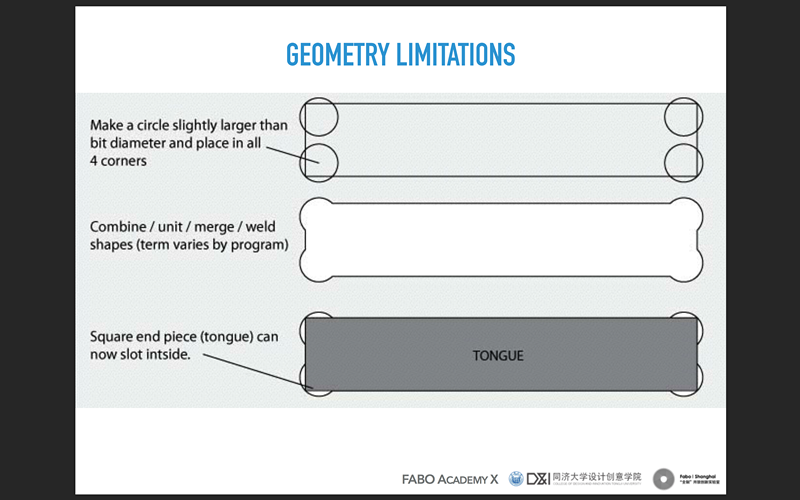 GEOMETRY LIMITATIONS
Make a circle slightly larger than
bit diameter and place in all
4 corners
Combine / unit / merge / weld
shapes (term varies by program)
Square end piece (tongue) can
now slot intside.
TONGUE
FABO ACADEMY X
D&I 同济大学设计创意学院
Fabo | Shanghai